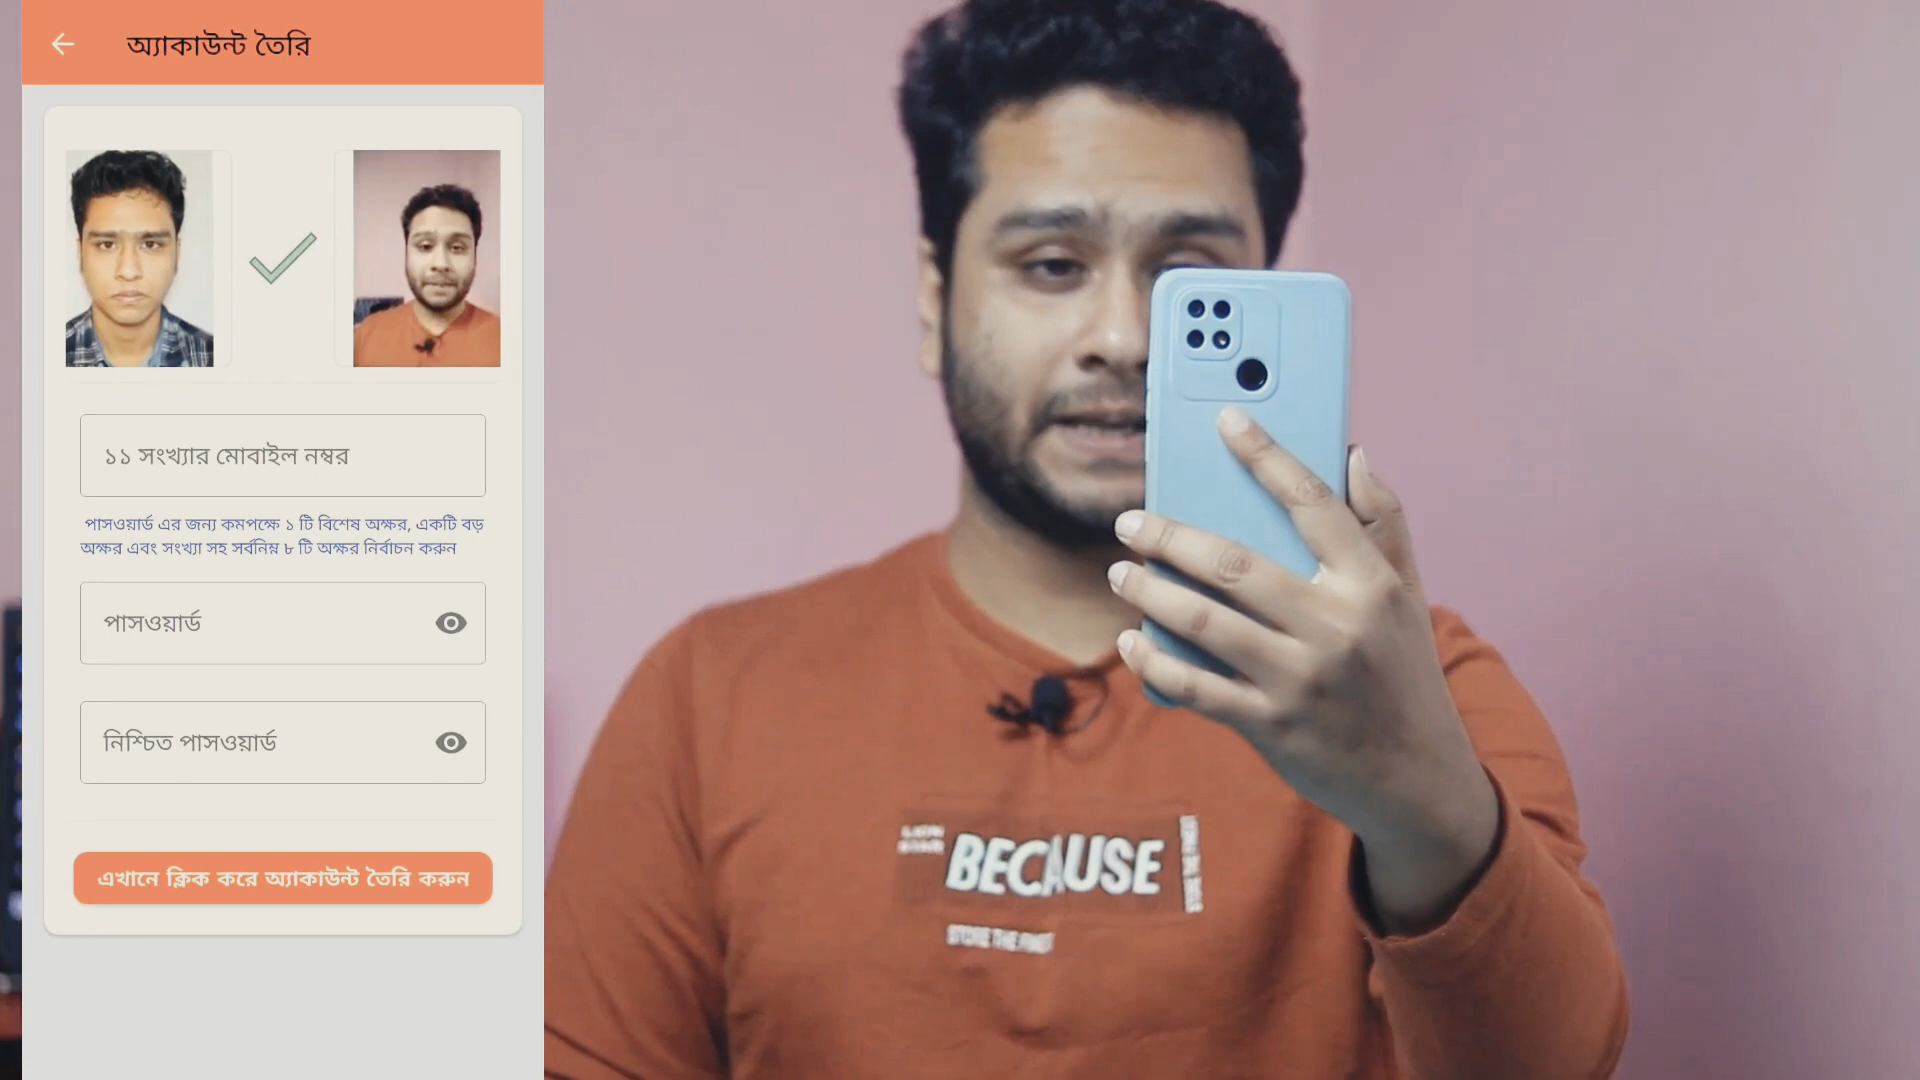 অ্যাকাউন্ট তৈরি
১১ সংখ্যার মোবাইল নম্বর
পাসওয়ার্ড এর জন্য কমপক্ষে ১ টি বিশেষ অক্ষর, একটি বড়
অক্ষর এবং সংখ্যা সহ সর্বনিম্ন ৮ টি অক্ষর নির্বাচন করুন
পাসওয়ার্ড
নিশ্চিত পাসওয়ার্ড
এখানে ক্লিক করে অ্যাকাউন্ট তৈরি করুন
BECAUSE